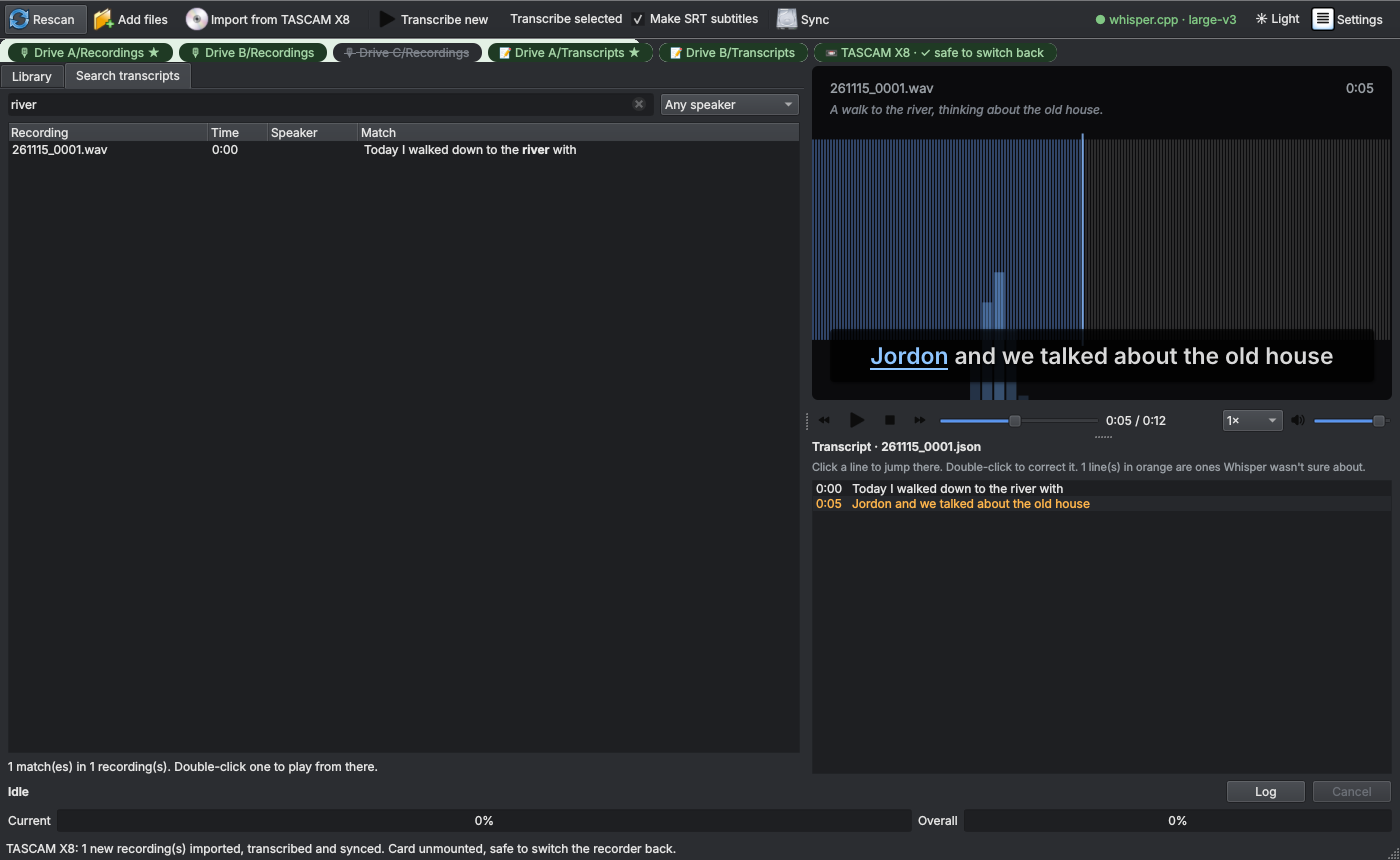 Rescan Add files Import from TASCAM X8 Transcribe new Transcribe selected ✓ Make SRT subtitles Sync ● whisper.cpp · large-v3 ☀ Light Settings
Drive A/Recordings ★ Drive B/Recordings Drive C/Recordings Drive A/Transcripts ★ Drive B/Transcripts TASCAM X8 · ✓ safe to switch back
Library Search transcripts
river Any speaker
Recording Time Speaker Match
261115_0001.wav 0:00 Today I walked down to the river with
1 match(es) in 1 recording(s). Double-click one to play from there.
261115_0001.wav 0:05
A walk to the river, thinking about the old house.
Jordon and we talked about the old house
0:05 / 0:12 1×
Transcript · 261115_0001.json
Click a line to jump there. Double-click to correct it. 1 line(s) in orange are ones Whisper wasn't sure about.
0:00 Today I walked down to the river with
0:05 Jordon and we talked about the old house
Idle Log Cancel
Current 0% Overall 0%
TASCAM X8: 1 new recording(s) imported, transcribed and synced. Card unmounted, safe to switch the recorder back.